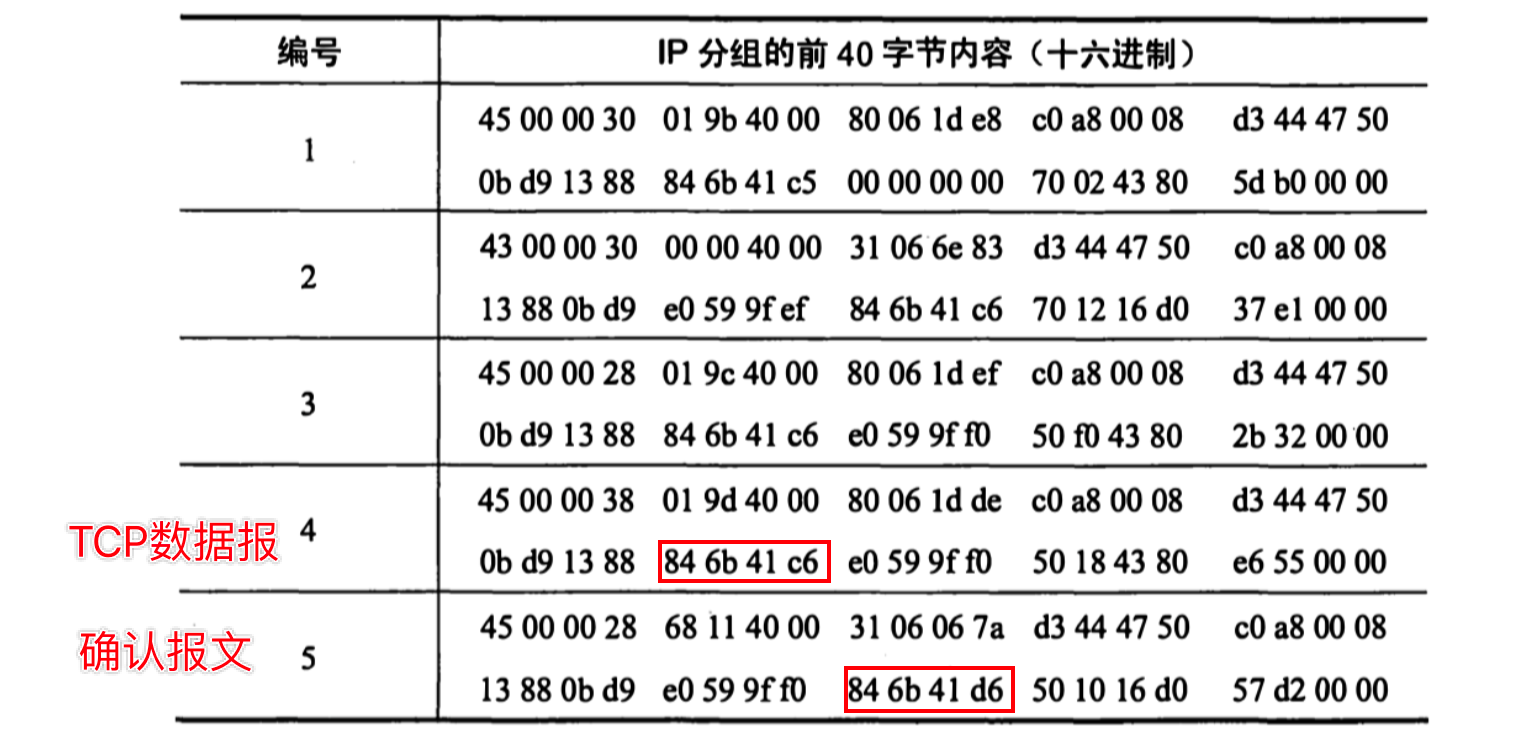 编号 IP 分组的前 40 字节内容（十六进制）
1
45 00 00 30 01 9b 40 00 80 06 1d e8 c0 a8 00 08 d3 44 47 50
0b d9 13 88 84 6b 41 c5 00 00 00 00 70 02 43 80 5d b0 00 00
2
43 00 00 30 00 00 40 00 31 06 6e 83 d3 44 47 50 c0 a8 00 08
13 88 0b d9 e0 59 9f ef 84 6b 41 c6 70 12 16 d0 37 e1 00 00
3
45 00 00 28 01 9c 40 00 80 06 1d ef c0 a8 00 08 d3 44 47 50
0b d9 13 88 84 6b 41 c6 e0 59 9f f0 50 f0 43 80 2b 32 00 00
TCP数据报 4
45 00 00 38 01 9d 40 00 80 06 1d de c0 a8 00 08 d3 44 47 50
0b d9 13 88 84 6b 41 c6 e0 59 9f f0 50 18 43 80 e6 55 00 00
确认报文 5
45 00 00 28 68 11 40 00 31 06 06 7a d3 44 47 50 c0 a8 00 08
13 88 0b d9 e0 59 9f f0 84 6b 41 d6 50 10 16 d0 57 d2 00 00